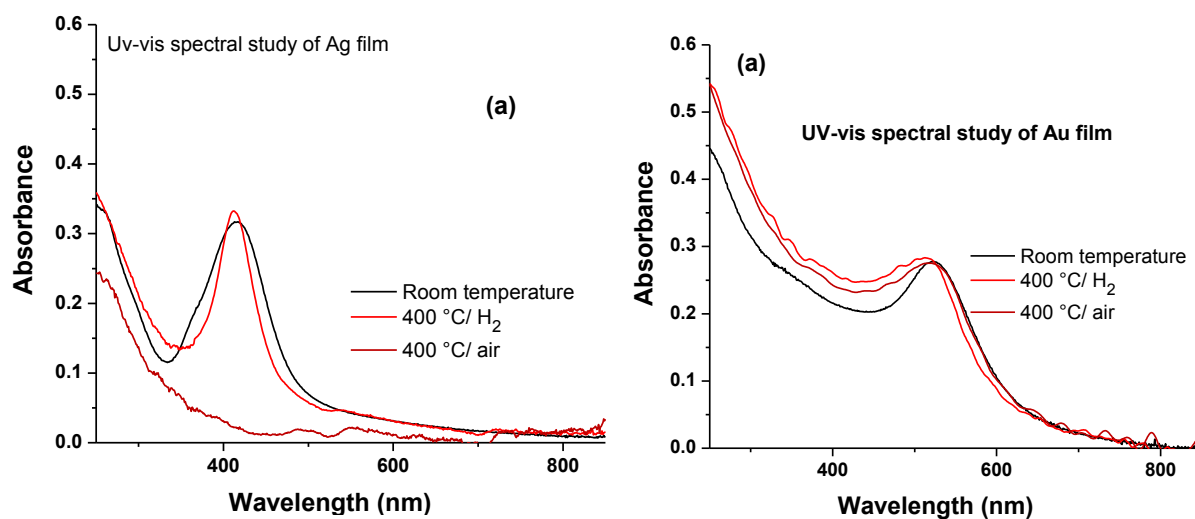 Uv-vis spectral study of Ag film
(a)
0.6
0.5
0.4
0.3
0.2
0.1
0.0
Absorbance
Room temperature
400 °C/ H2
400 °C/ air
400
600
800
Wavelength (nm)
(a)
UV-vis spectral study of Au film
0.6
0.5
0.4
0.3
0.2
0.1
0.0
Absorbance
Room temperature
400 °C/ H2
400 °C/ air
400
600
800
Wavelength (nm)